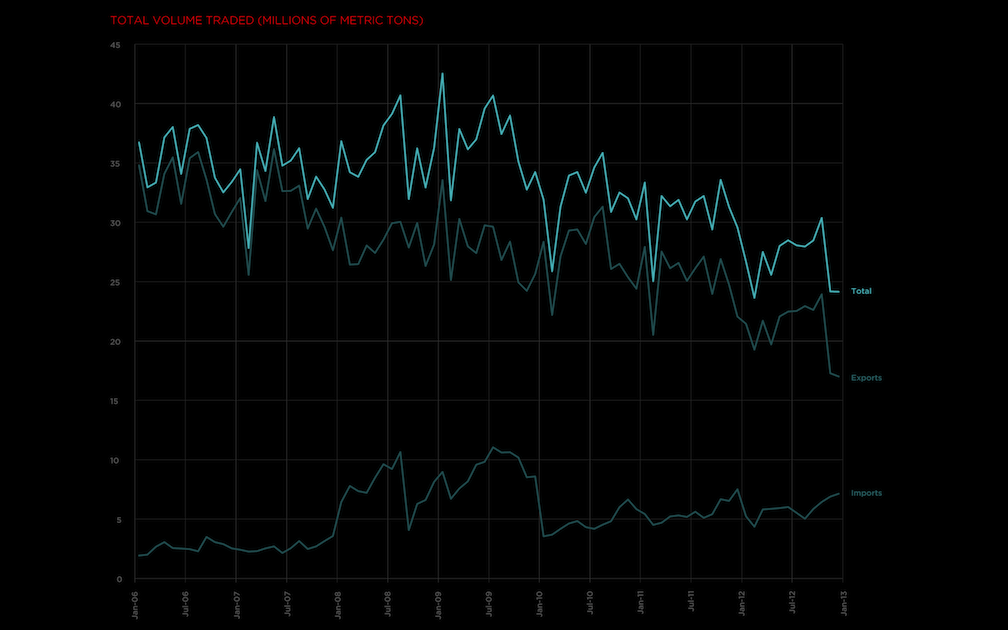 TOTAL VOLUME TRADED (MILLIONS OF METRIC TONS)
45
40
35
30
25
20
15
10
5
0
Total
Exports
Imports
Jan-06
Jul-06
Jan-07
Jul-07
Jan-08
Jul-08
Jan-09
Jul-09
Jan-10
Jul-10
Jan-11
Jul-11
Jan-12
Jul-12
Jan-13